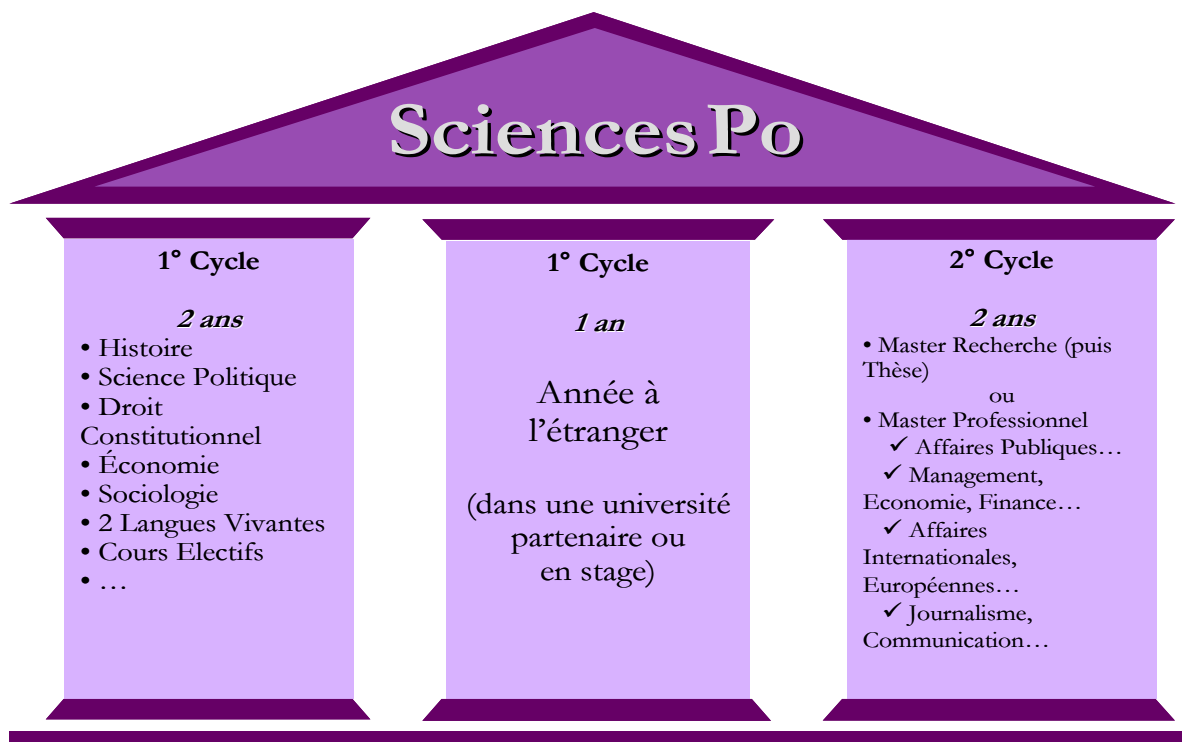 Sciences Po
1° Cycle
2 ans
• Histoire
• Science Politique
• Droit
Constitutionnel
• Économie
• Sociologie
• 2 Langues Vivantes
• Cours Electifs
• …
1° Cycle
1 an
Année à
l’étranger
(dans une université
partenaire ou
en stage)
2° Cycle
2 ans
• Master Recherche (puis
Thèse)
ou
• Master Professionnel
✓ Affaires Publiques…
✓ Management,
Economie, Finance…
✓ Affaires
Internationales,
Européennes…
✓ Journalisme,
Communication…